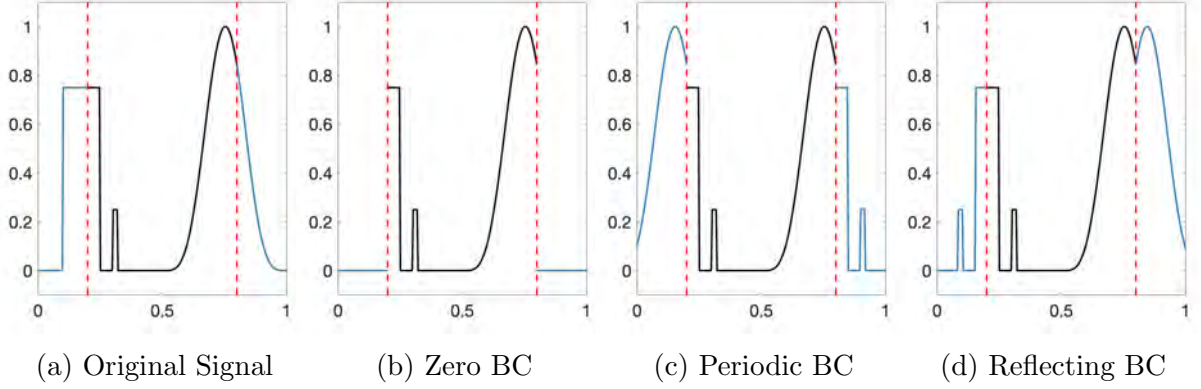 1 1 1 1
0.8 0.8 0.8 0.8
0.6 0.6 0.6 0.6
0.4 0.4 0.4 0.4
0.2 0.2 0.2 0.2
0 0 0 0
0 0.5 1 0 0.5 1 0 0.5 1 0 0.5 1
(a) Original Signal (b) Zero BC (c) Periodic BC (d) Reflecting BC